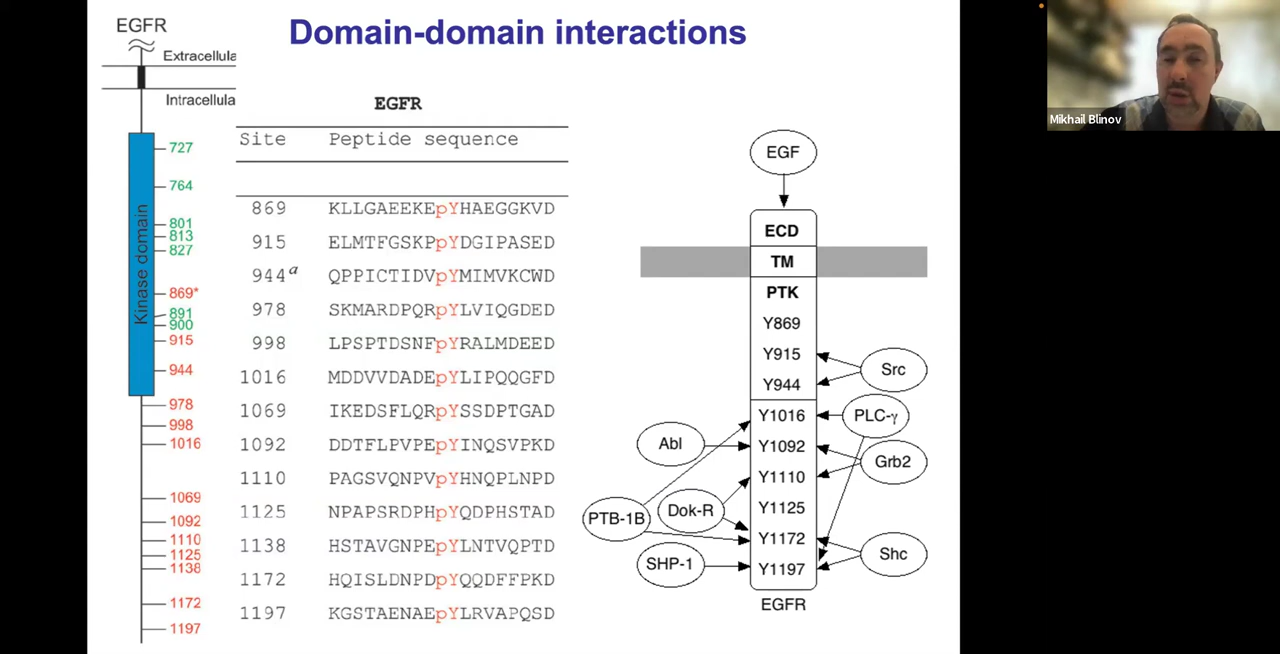 Domain-domain interactions
EGFR
Extracellula
Intracellula
Kinase domain
727
764
801
813
827
869*
891
900
915
944
978
998
1016
1069
1092
1110
1125
1138
1172
1197
EGFR
Site Peptide sequence
869 KLLGAEEKEpYHAEGGKVD
915 ELMTFGSKPpYDGIPASED
944a QPPICTIDVpYMIMVKCWD
978 SKMARDPQRpYLVIQGDED
998 LPSPTDSNFpYRALMDEED
1016 MDDVVDADEpYLIPQQGFD
1069 IKEDSFLQRpYSSDPTGAD
1092 DDTFLPVPEpYINQSVPKD
1110 PAGSVQNPVpYHNQPLNPD
1125 NPAPSRDPHpYQDPHSTAD
1138 HSTAVGNPEpYLNTVQPTD
1172 HQISLDNPDpYQQDFFPKD
1197 KGSTAENAEpYLRVAPQSD
EGF
ECD
TM
PTK
Y869
Y915
Y944
Y1016
Y1092
Y1110
Y1125
Y1172
Y1197
EGFR
Abl
PTB-1B
Dok-R
SHP-1
Src
PLC-γ
Grb2
Shc
Mikhail Blinov